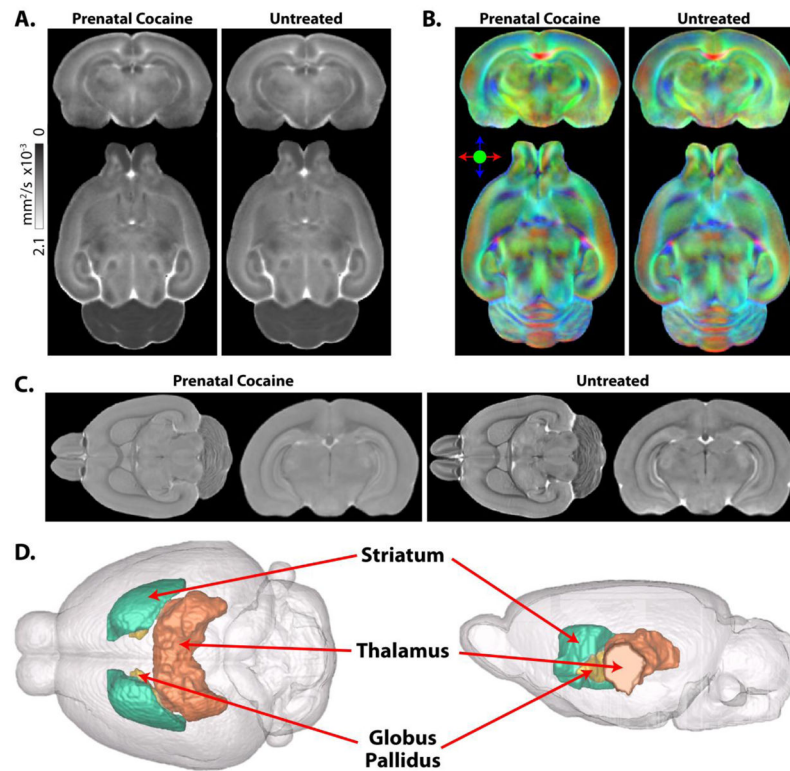 A.
Prenatal Cocaine
Untreated
0
mm²/s x10⁻³
2.1
B.
Prenatal Cocaine
Untreated
C.
Prenatal Cocaine
Untreated
D.
Striatum
Thalamus
Globus
Pallidus